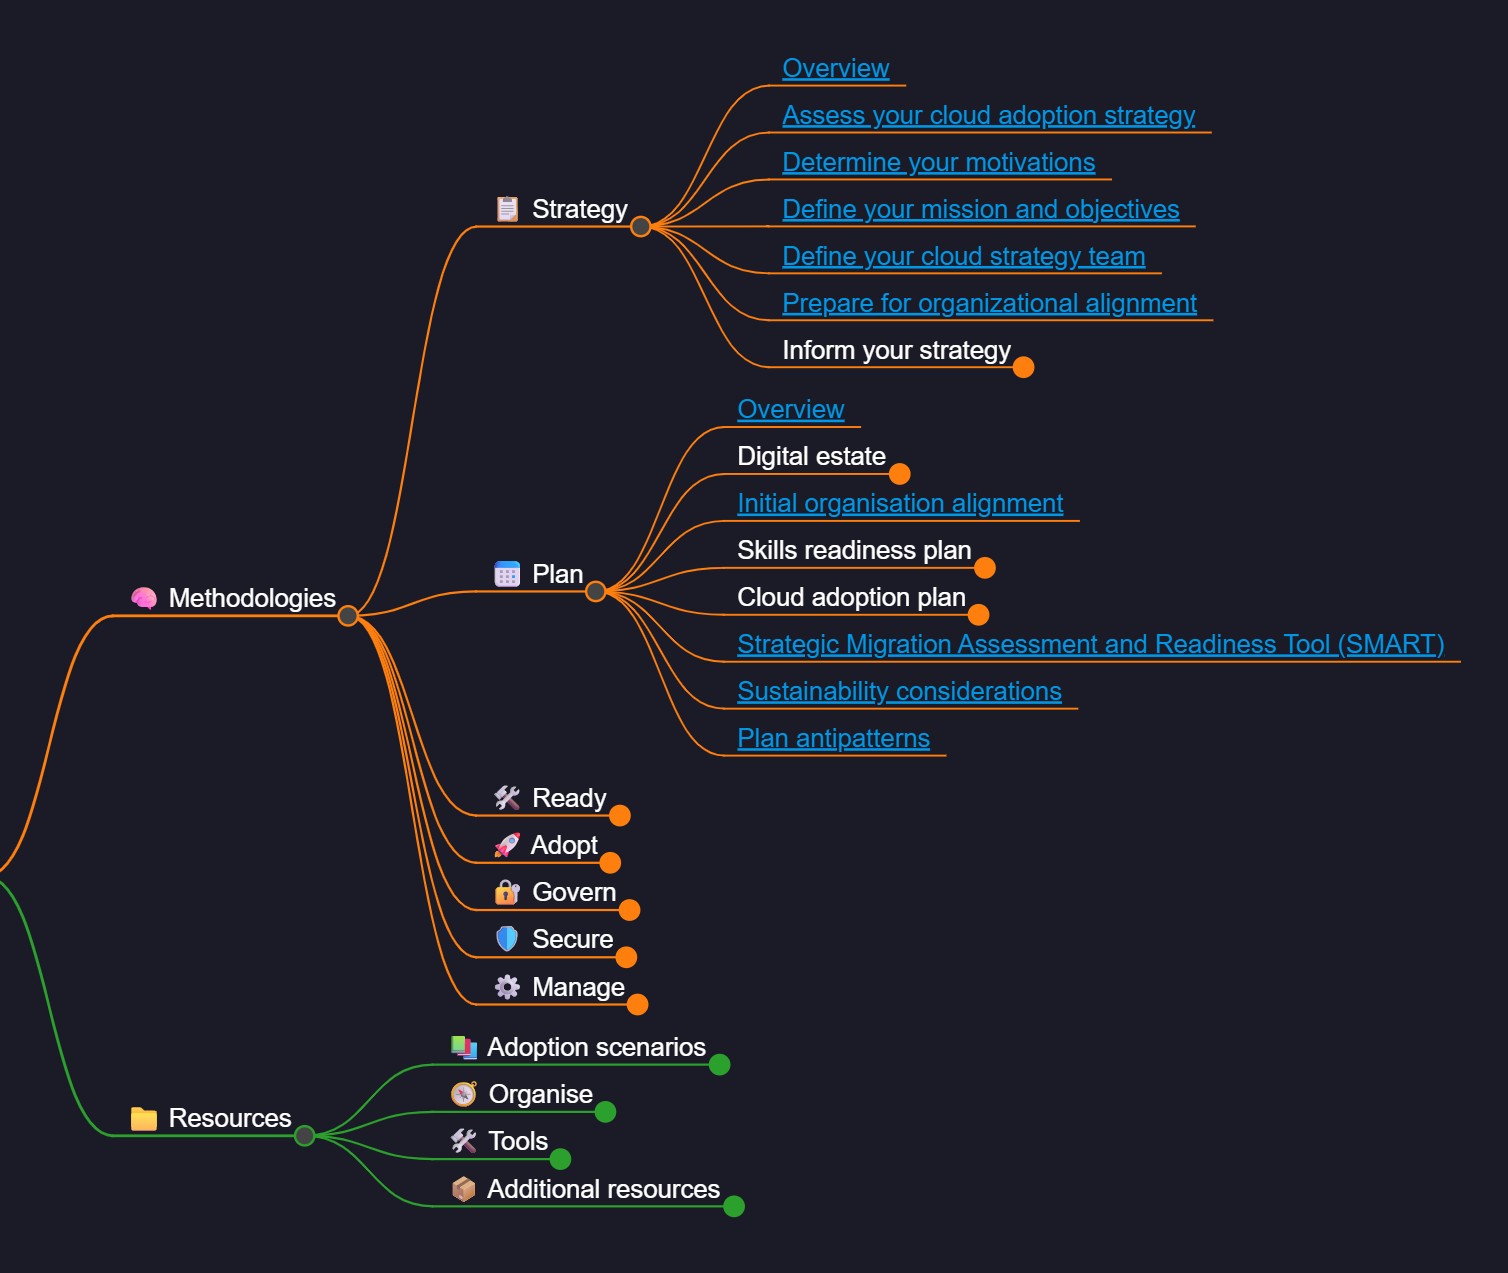 Methodologies
Strategy
Overview
Assess your cloud adoption strategy
Determine your motivations
Define your mission and objectives
Define your cloud strategy team
Prepare for organizational alignment
Inform your strategy
Plan
Overview
Digital estate
Initial organisation alignment
Skills readiness plan
Cloud adoption plan
Strategic Migration Assessment and Readiness Tool (SMART)
Sustainability considerations
Plan antipatterns
Ready
Adopt
Govern
Secure
Manage
Resources
Adoption scenarios
Organise
Tools
Additional resources